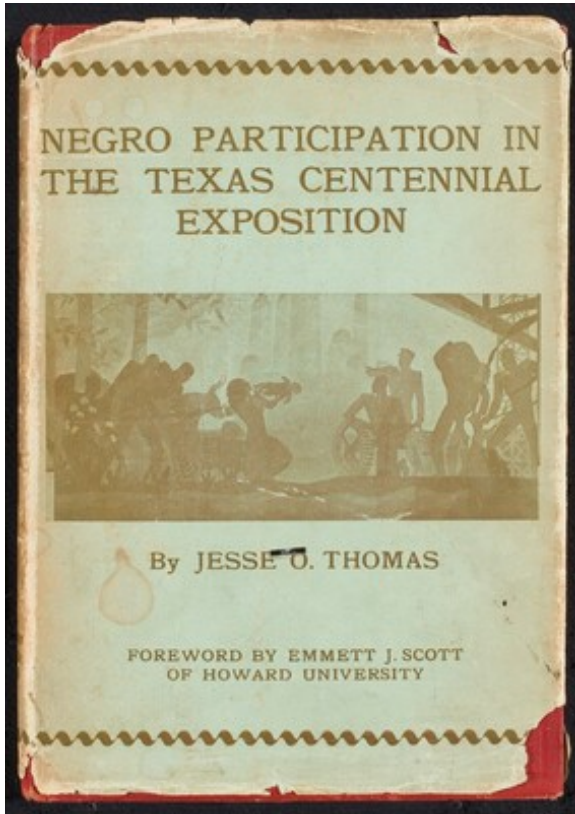 NEGRO PARTICIPATION IN
THE TEXAS CENTENNIAL
EXPOSITION
By JESSE O. THOMAS
FOREWORD BY EMMETT J. SCOTT
OF HOWARD UNIVERSITY